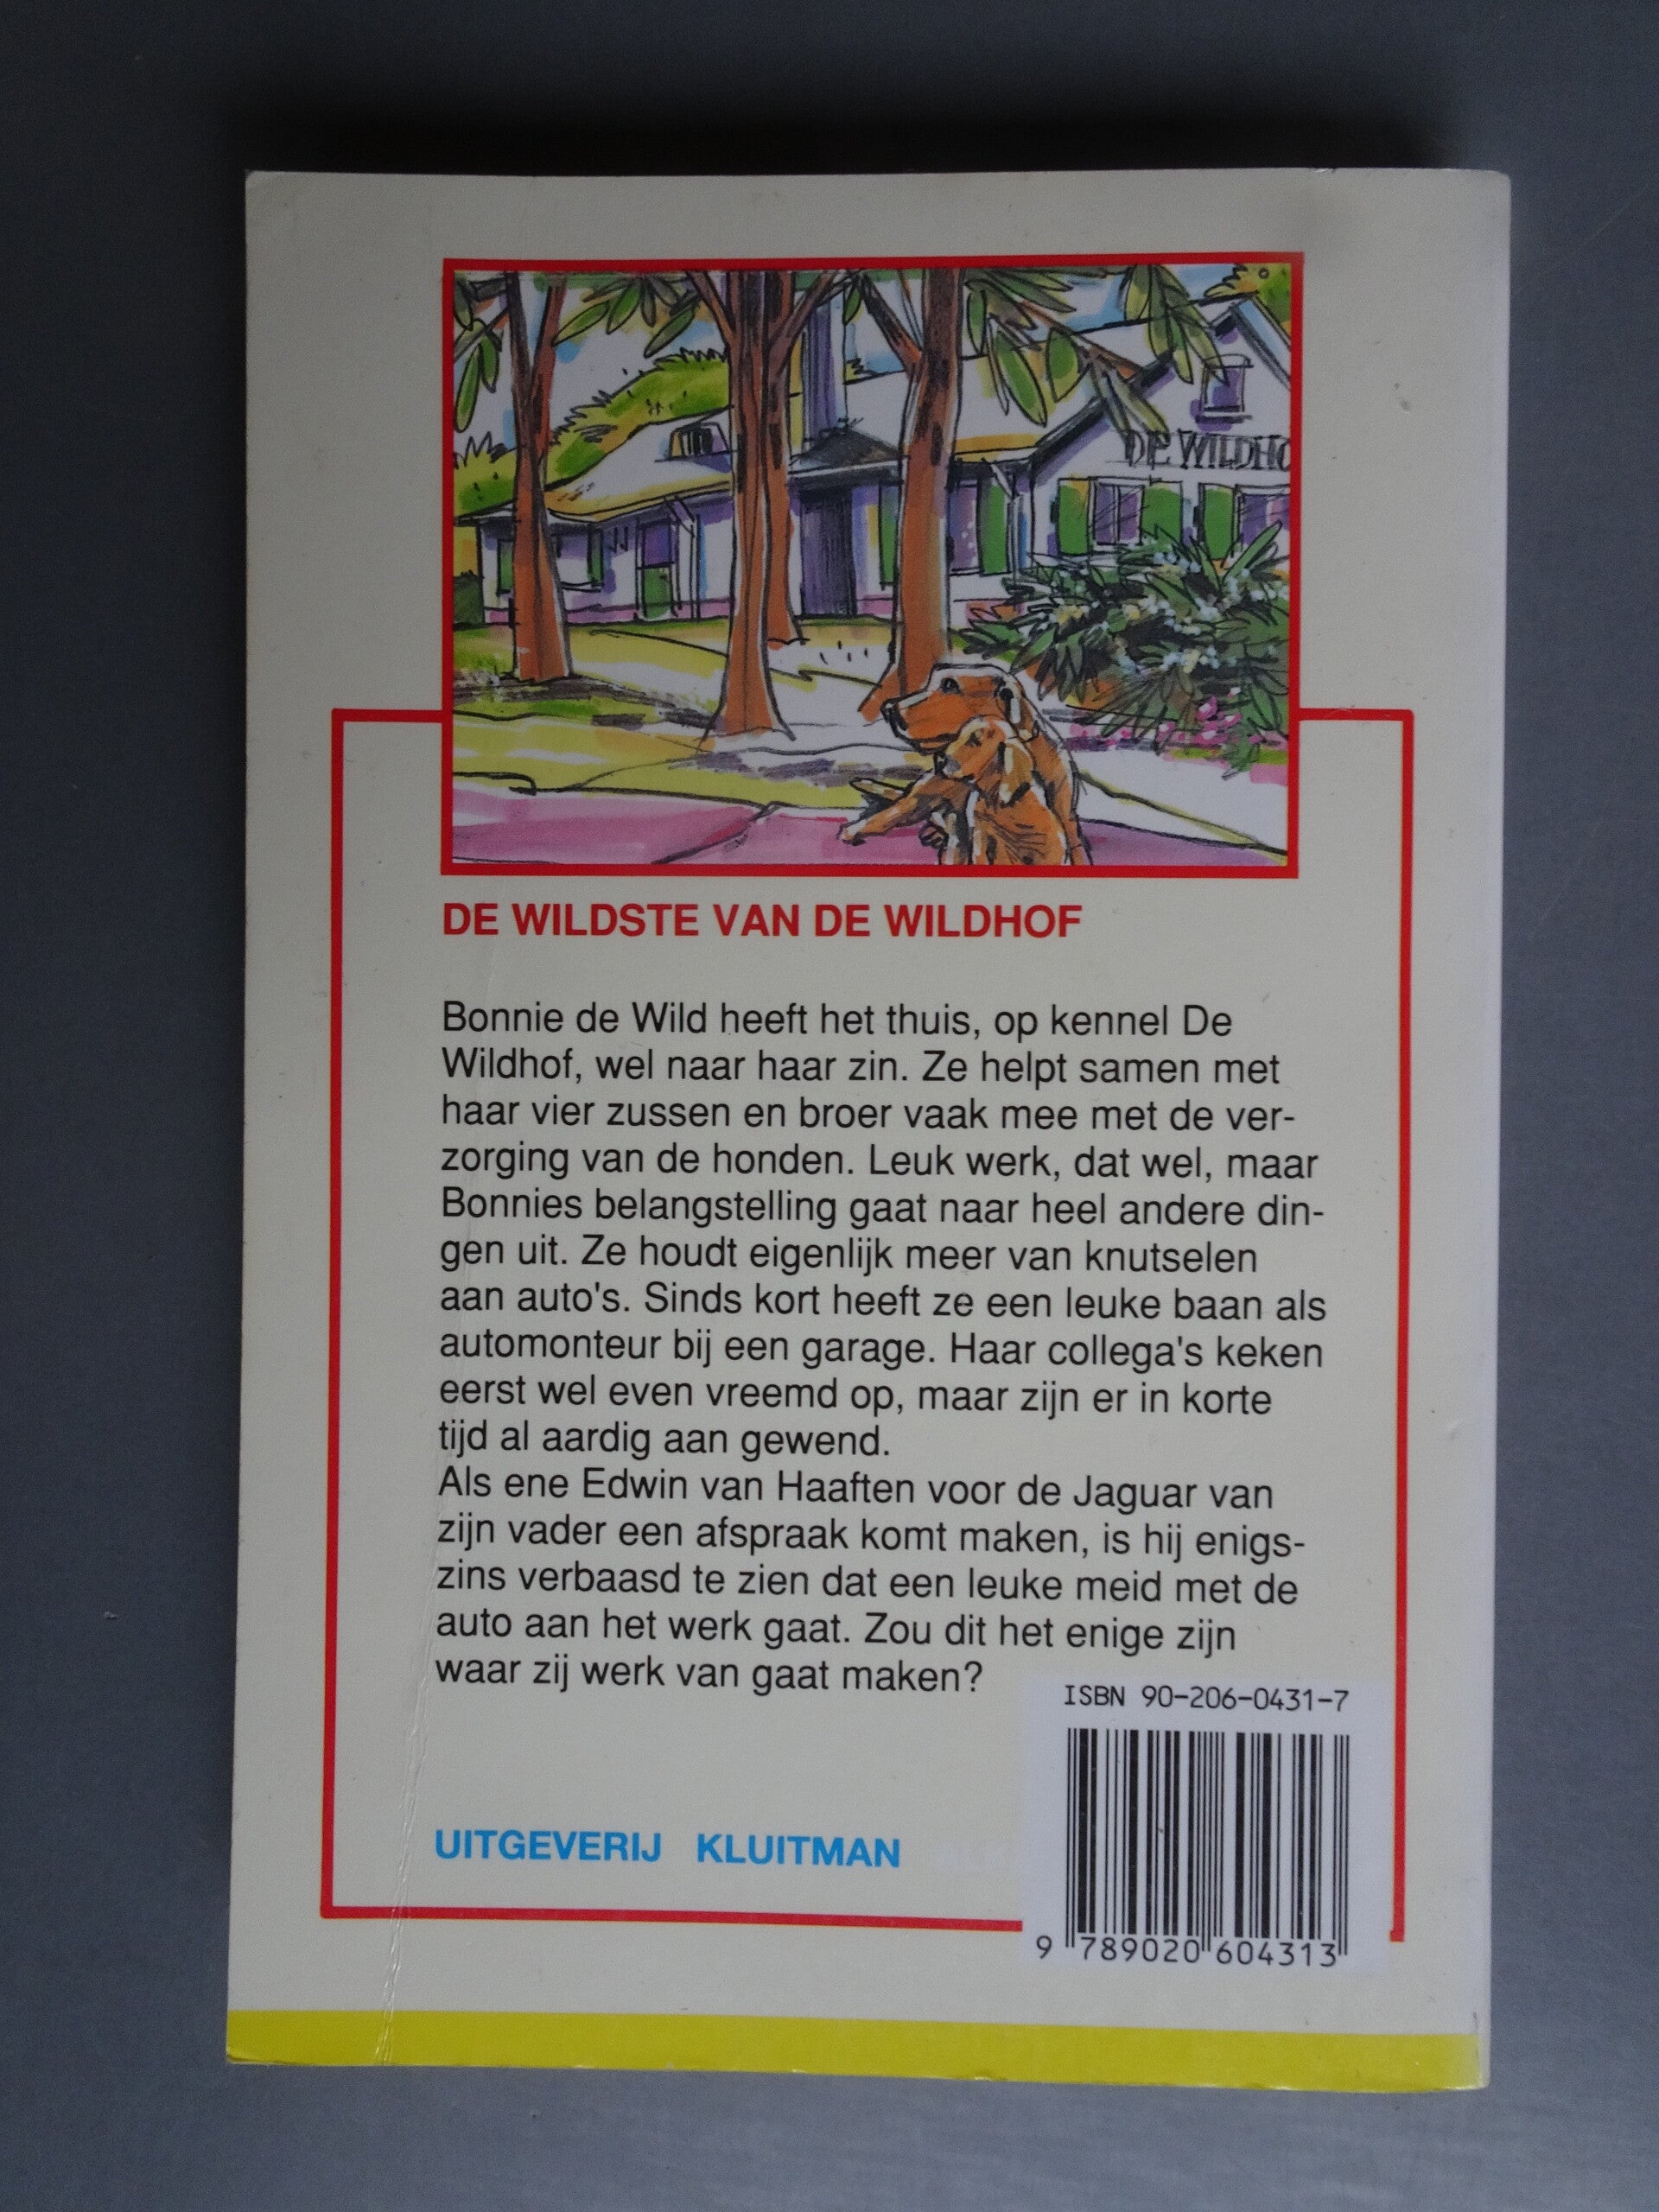 DE WILDHO
DE WILDSTE VAN DE WILDHOF
Bonnie de Wild heeft het thuis, op kennel De
Wildhof, wel naar haar zin. Ze helpt samen met
haar vier zussen en broer vaak mee met de ver-
zorging van de honden. Leuk werk, dat wel, maar
Bonnies belangstelling gaat naar heel andere din-
gen uit. Ze houdt eigenlijk meer van knutselen
aan auto's. Sinds kort heeft ze een leuke baan als
automonteur bij een garage. Haar collega's keken
eerst wel even vreemd op, maar zijn er in korte
tijd al aardig aan gewend.
Als ene Edwin van Haaften voor de Jaguar van
zijn vader een afspraak komt maken, is hij enigs-
zins verbaasd te zien dat een leuke meid met de
auto aan het werk gaat. Zou dit het enige zijn
waar zij werk van gaat maken?
ISBN 90-206-0431-7
UITGEVERIJ KLUITMAN
9 789020 604313